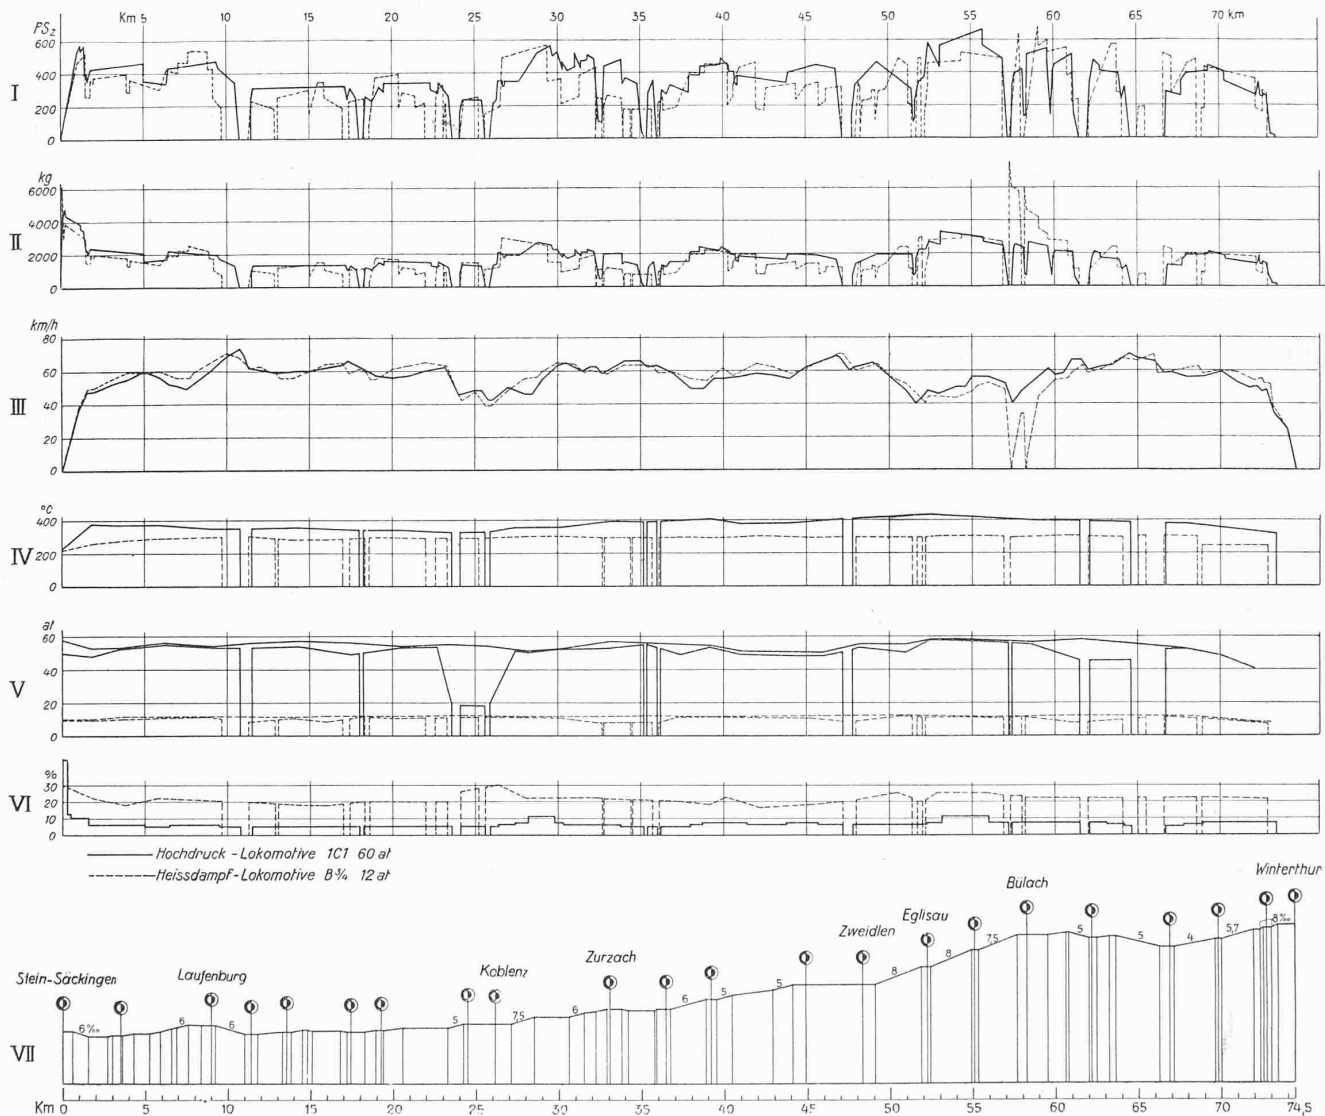 Km 5 10 15 20 25 30 35 40 45 50 55 60 65 70 km
PSz
600
400
200
0
I
kg
6000
4000
2000
0
II
km/h
80
60
40
20
0
III
°C
400
200
0
IV
at
60
40
20
0
V
%
30
20
10
0
VI
Hochdruck-Lokomotive 1C1 60 at
Heissdampf-Lokomotive B¾ 12 at
Winterthur
Bülach
Eglisau
Zweidlen
Zurzach
Koblenz
Laufenburg
Stein-Säckingen
6‰ 6 6 5 7,5 6 5 6 5 5 8 8 7,5 5 5 4 5,7 8‰
VII
Km 0 5 10 15 20 25 30 35 40 45 50 55 60 65 70 74,5